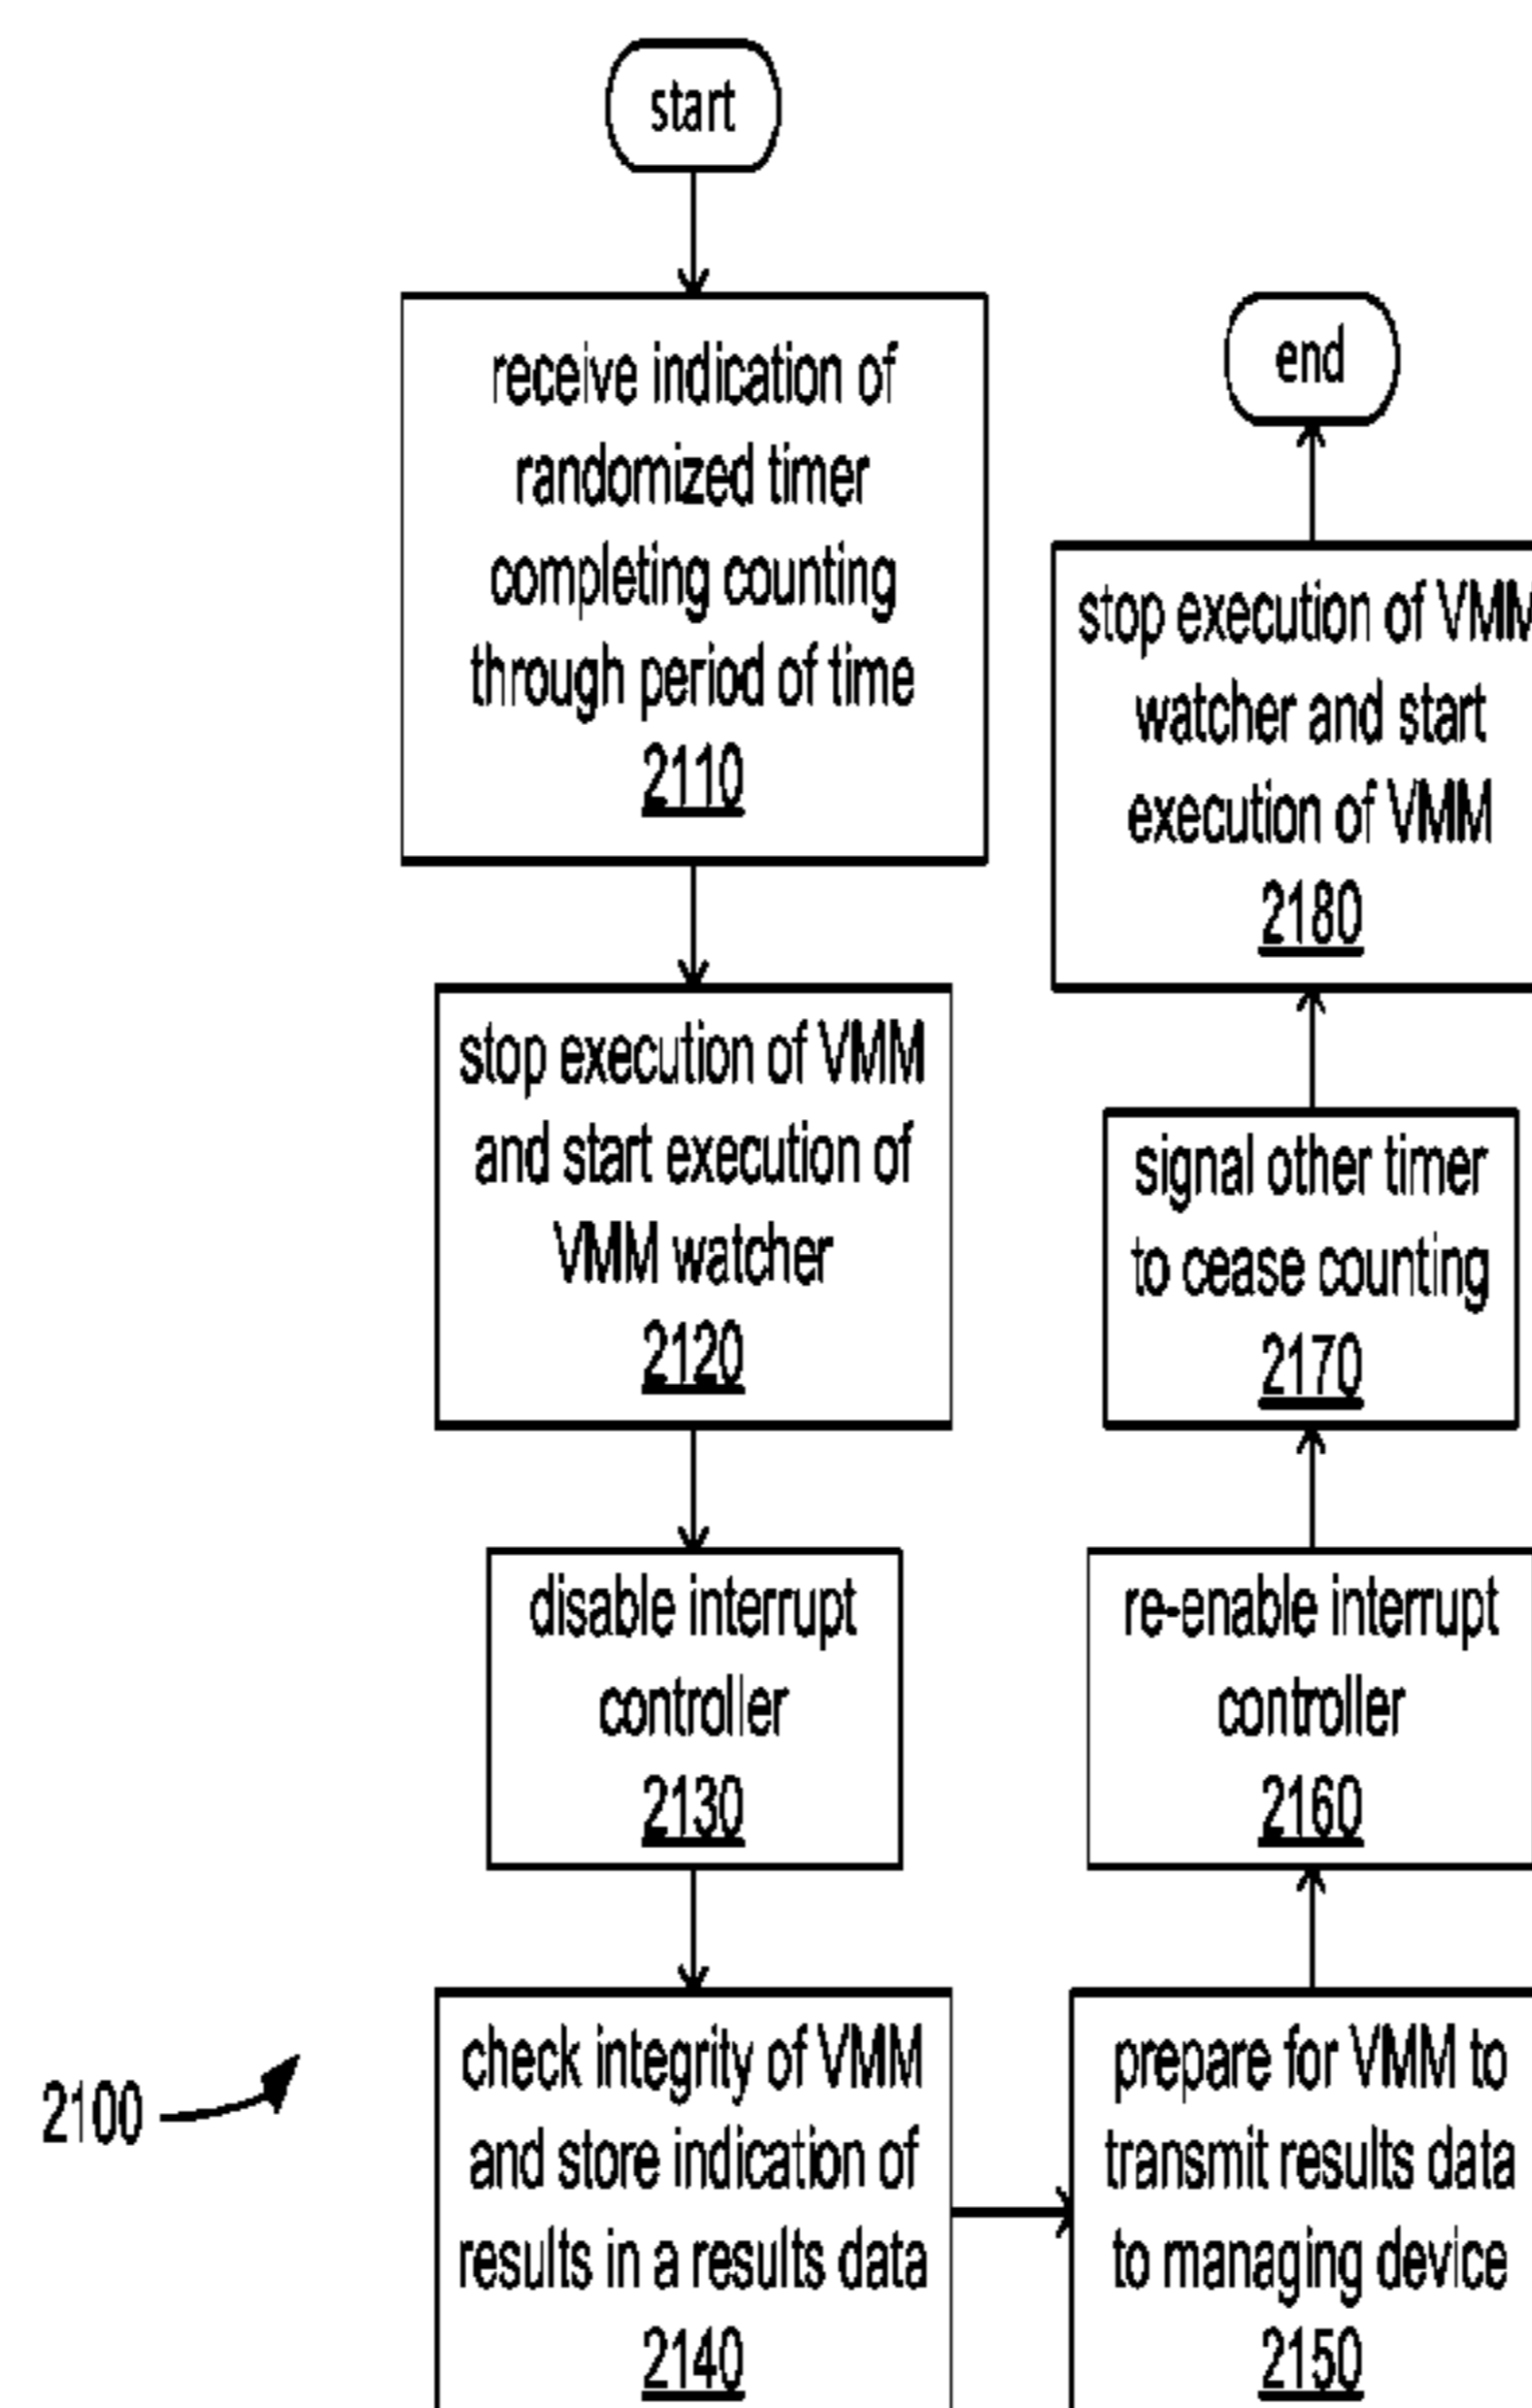 start
receive indication of
randomized timer
completing counting
through period of time
2110
stop execution of VMM
and start execution of
VMM watcher
2120
disable interrupt
controller
2130
check integrity of VMM
and store indication of
results in a results data
2140
prepare for VMM to
transmit results data
to managing device
2150
re-enable interrupt
controller
2160
signal other timer
to cease counting
2170
stop execution of VMM
watcher and start
execution of VMM
2180
end
2100